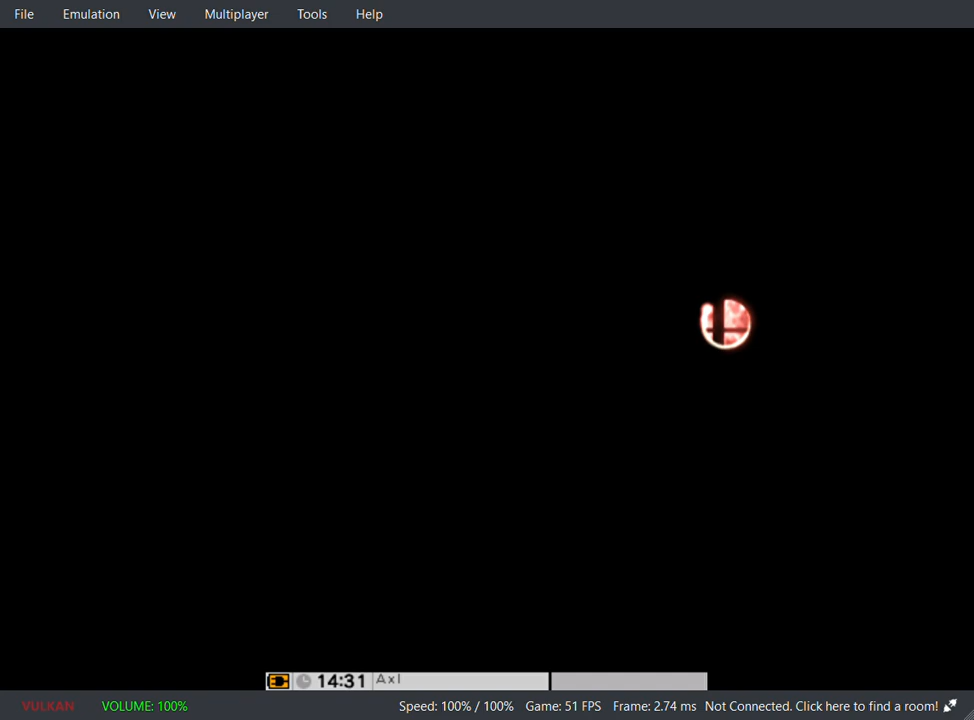 File Emulation View Multiplayer Tools Help
14:31 Axl
VULKAN VOLUME: 100% Speed: 100% / 100% Game: 51 FPS Frame: 2.74 ms Not Connected. Click here to find a room!